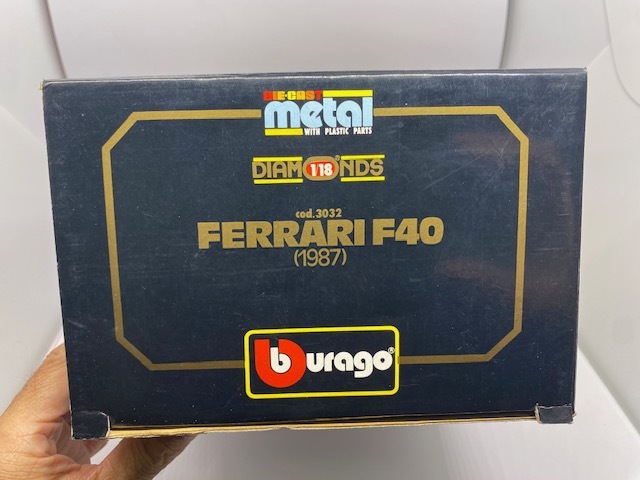 DIE-CAST
metal
WITH PLASTIC PARTS
DIAMONDS 1/18®
cod.3032
FERRARI F40
(1987)
burago®